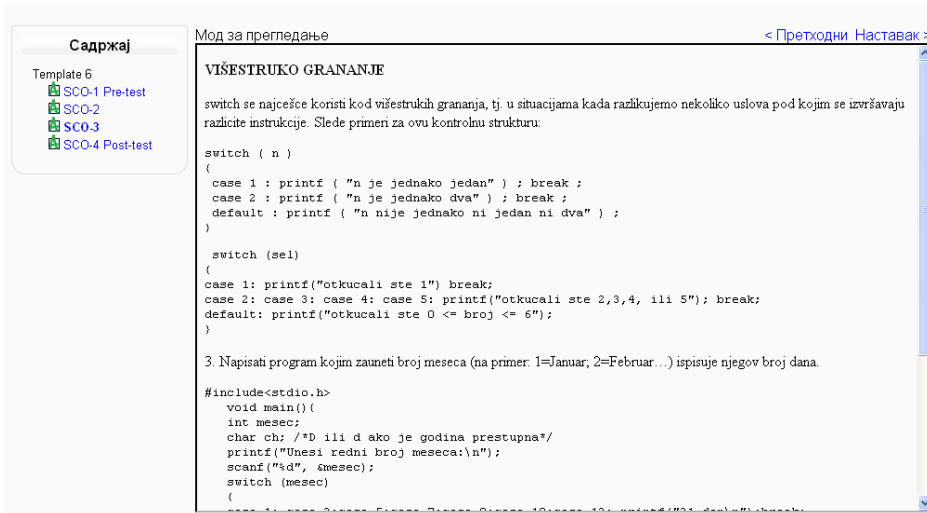 Садржај
Template 6
SCO-1 Pre-test
SCO-2
SCO-3
SCO-4 Post-test
Мод за прегледање
< Претходни Наставак >
VIŠESTRUKO GRANANJE
switch se najcešce koristi kod višestrukih grananja, tj. u situacijama kada razlikujemo nekoliko uslova pod kojim se izvršavaju
razlicite instrukcije. Slede primeri za ovu kontrolnu strukturu:
switch ( n )
{
case 1 : printf ( "n je jednako jedan" ) ; break ;
case 2 : printf ( "n je jednako dva" ) ; break ;
default : printf ( "n nije jednako ni jedan ni dva" ) ;
}
switch (sel)
{
case 1: printf("otkucali ste 1") break;
case 2: case 3: case 4: case 5: printf("otkucali ste 2,3,4, ili 5"); break;
default: printf("otkucali ste 0 <= broj <= 6");
}
3. Napisati program kojim zauneti broj meseca (na primer: 1=Januar; 2=Februar…) ispisuje njegov broj dana.
#include<stdio.h>
void main(){
int mesec;
char ch; /*D ili d ako je godina prestupna*/
printf("Unesi redni broj meseca:\n");
scanf("%d", &mesec);
switch (mesec)
{